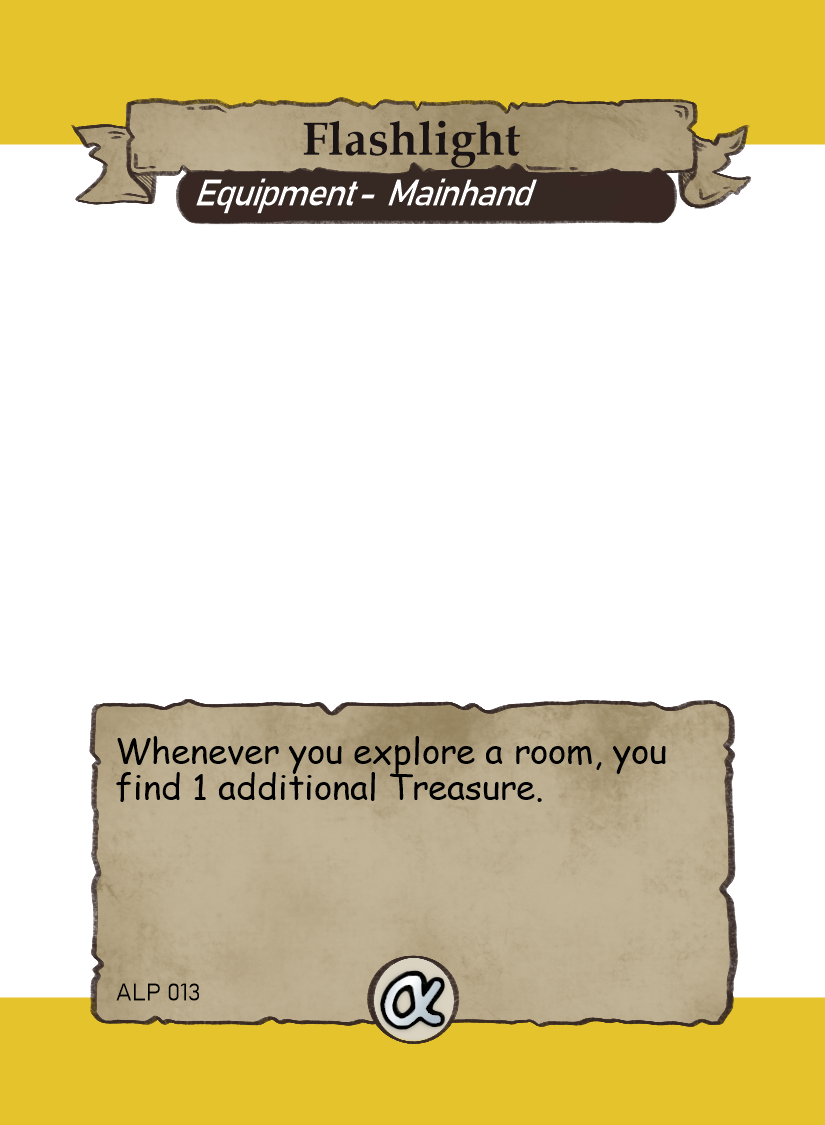 Flashlight
Equipment - Mainhand
Whenever you explore a room, you
find 1 additional Treasure.
ALP 013
α